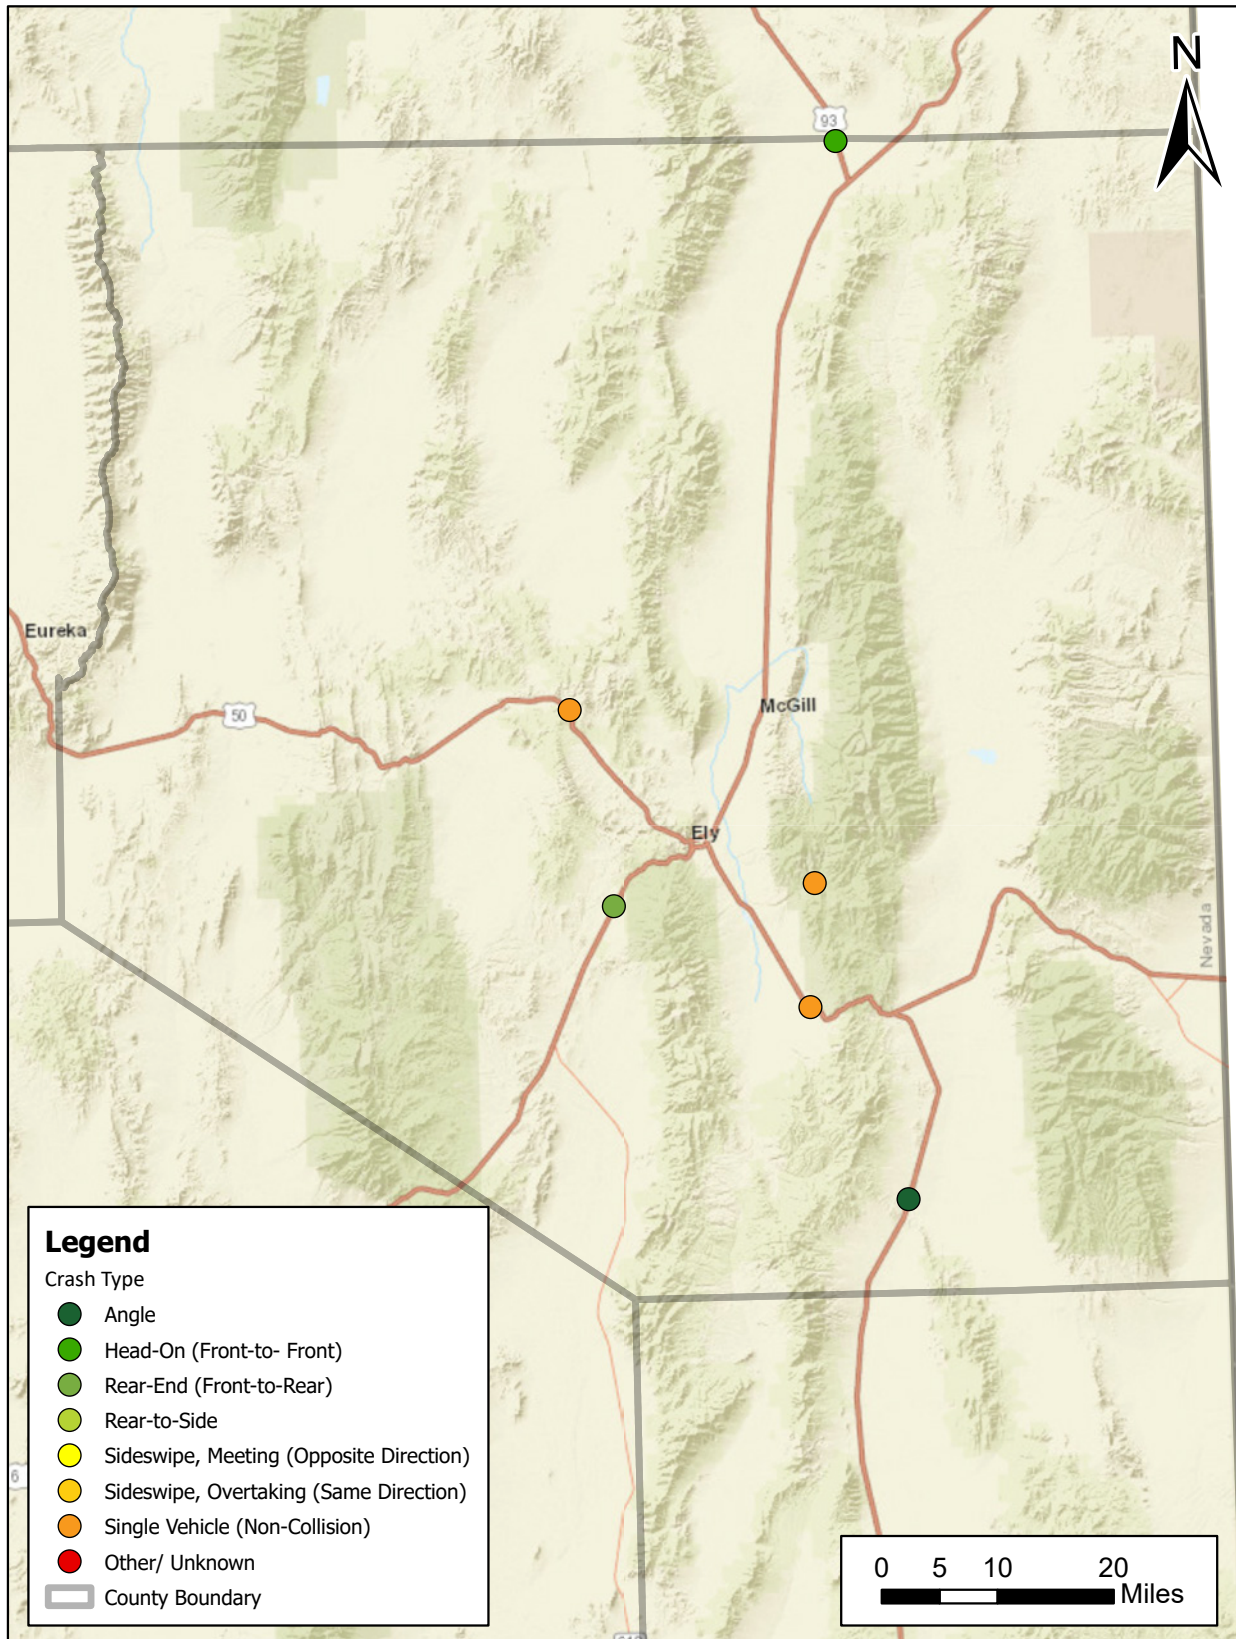 N
93
Eureka
50
McGill
Ely
Nevada
Legend
Crash Type
Angle
Head-On (Front-to- Front)
Rear-End (Front-to-Rear)
Rear-to-Side
Sideswipe, Meeting (Opposite Direction)
6
Sideswipe, Overtaking (Same Direction)
Single Vehicle (Non-Collision)
Other/ Unknown
County Boundary
0 5 10 20
Miles